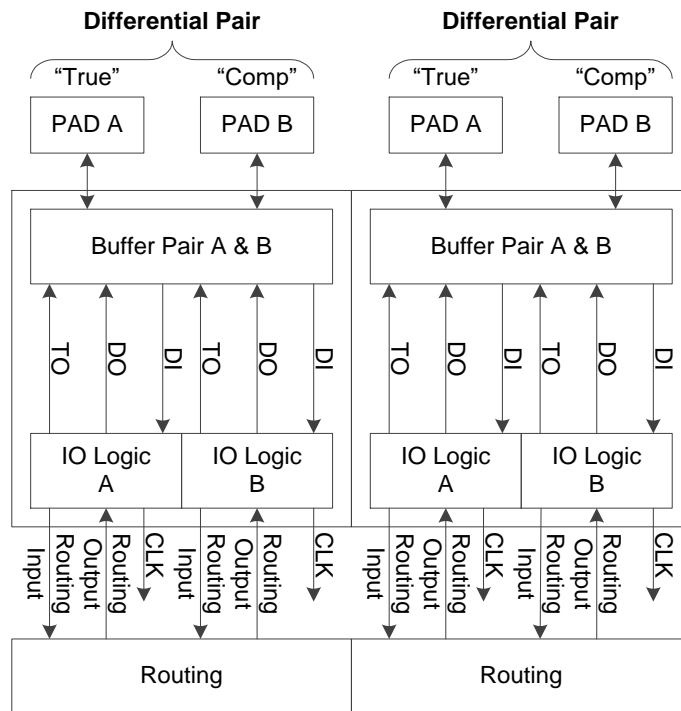 Differential Pair Differential Pair
“True” “Comp” “True” “Comp”
PAD A PAD B PAD A PAD B
Buffer Pair A & B Buffer Pair A & B
TO DO DI TO DO DI TO DO DI TO DO DI
IO Logic IO Logic IO Logic IO Logic
A B A B
Routing Input Routing Output CLK Routing Input Routing Output CLK Routing Input Routing Output CLK Routing Input Routing Output CLK
Routing Routing